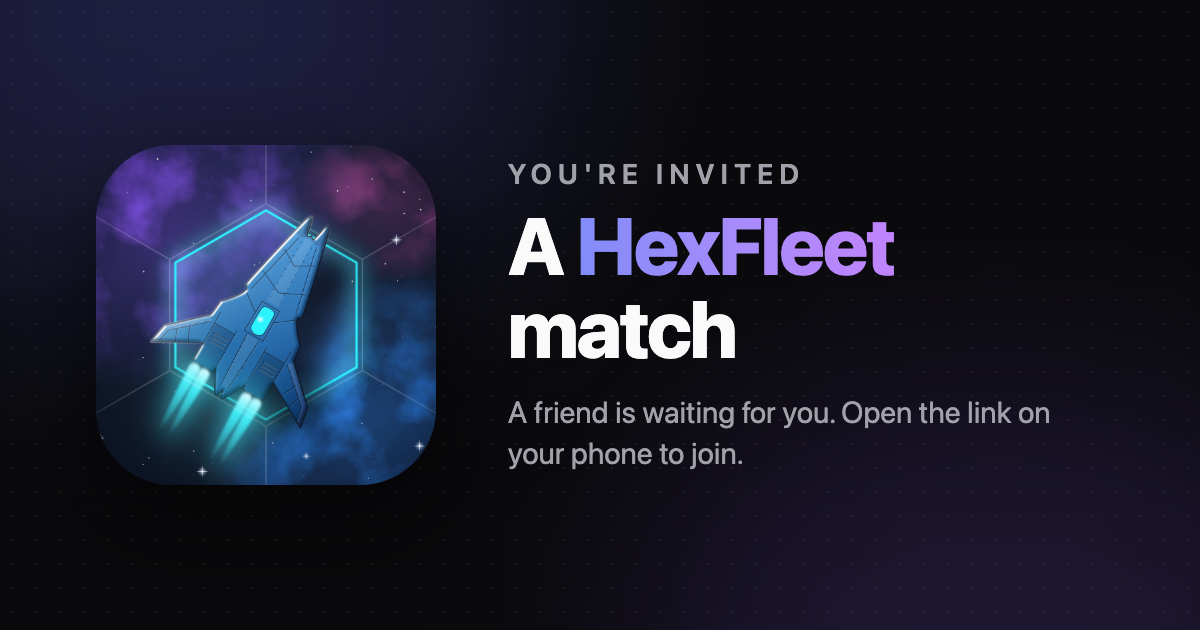 YOU'RE INVITED
A HexFleet
match
A friend is waiting for you. Open the link on
your phone to join.